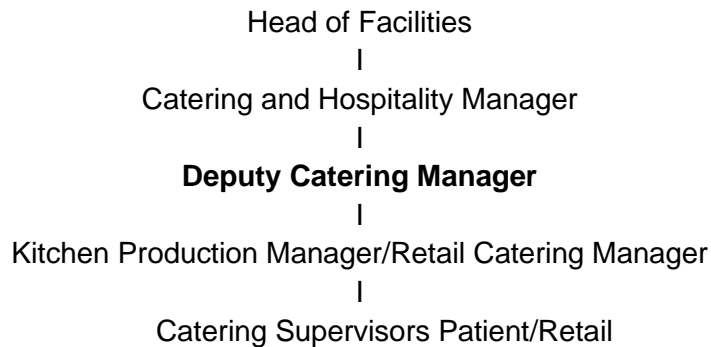 Head of Facilities
I
Catering and Hospitality Manager
I
Deputy Catering Manager
I
Kitchen Production Manager/Retail Catering Manager
I
Catering Supervisors Patient/Retail